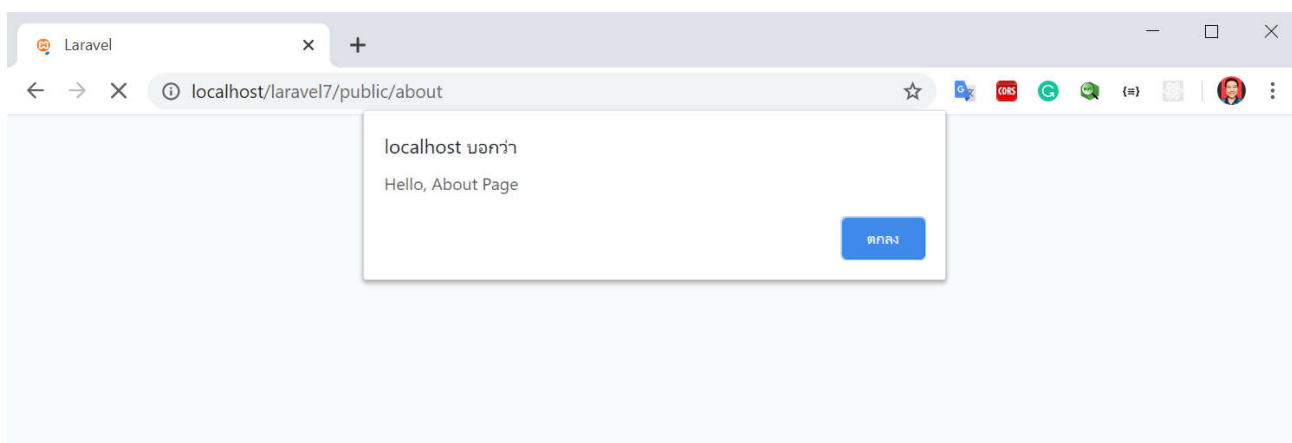 Laravel
localhost/laravel7/public/about
CORS
localhost บอกว่า
Hello, About Page
ตกลง